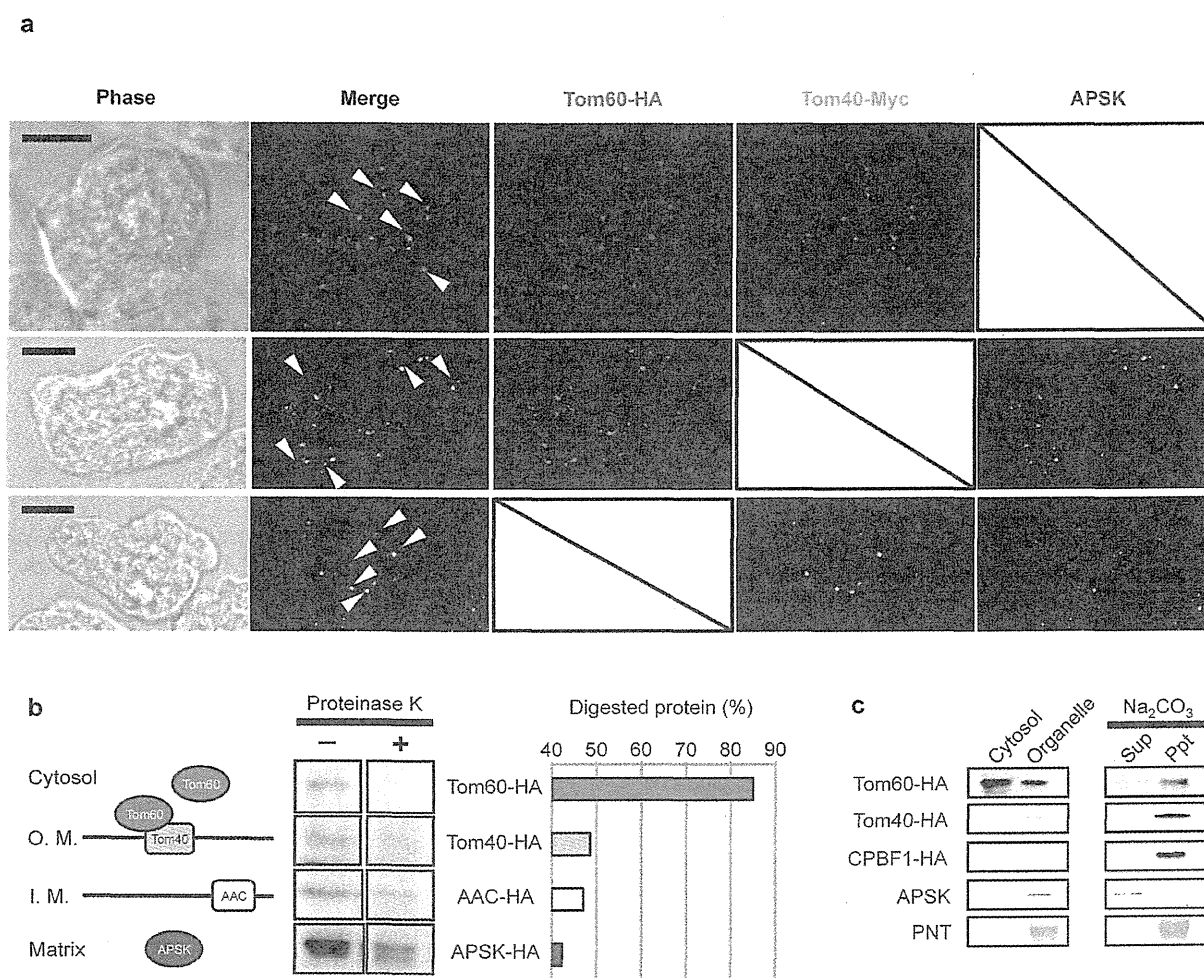 a
Phase Merge Tom60-HA Tom40-Myc APSK
b
Proteinase K
− +
Digested protein (%)
40 50 60 70 80 90
Cytosol
Tom60
Tom60
Tom60-HA
O. M.
Tom40
Tom40-HA
I. M.
AAC
AAC-HA
Matrix
APSK
APSK-HA
c
Na₂CO₃
Cytosol Organelle Sup Ppt
Tom60-HA
Tom40-HA
CPBF1-HA
APSK
PNT